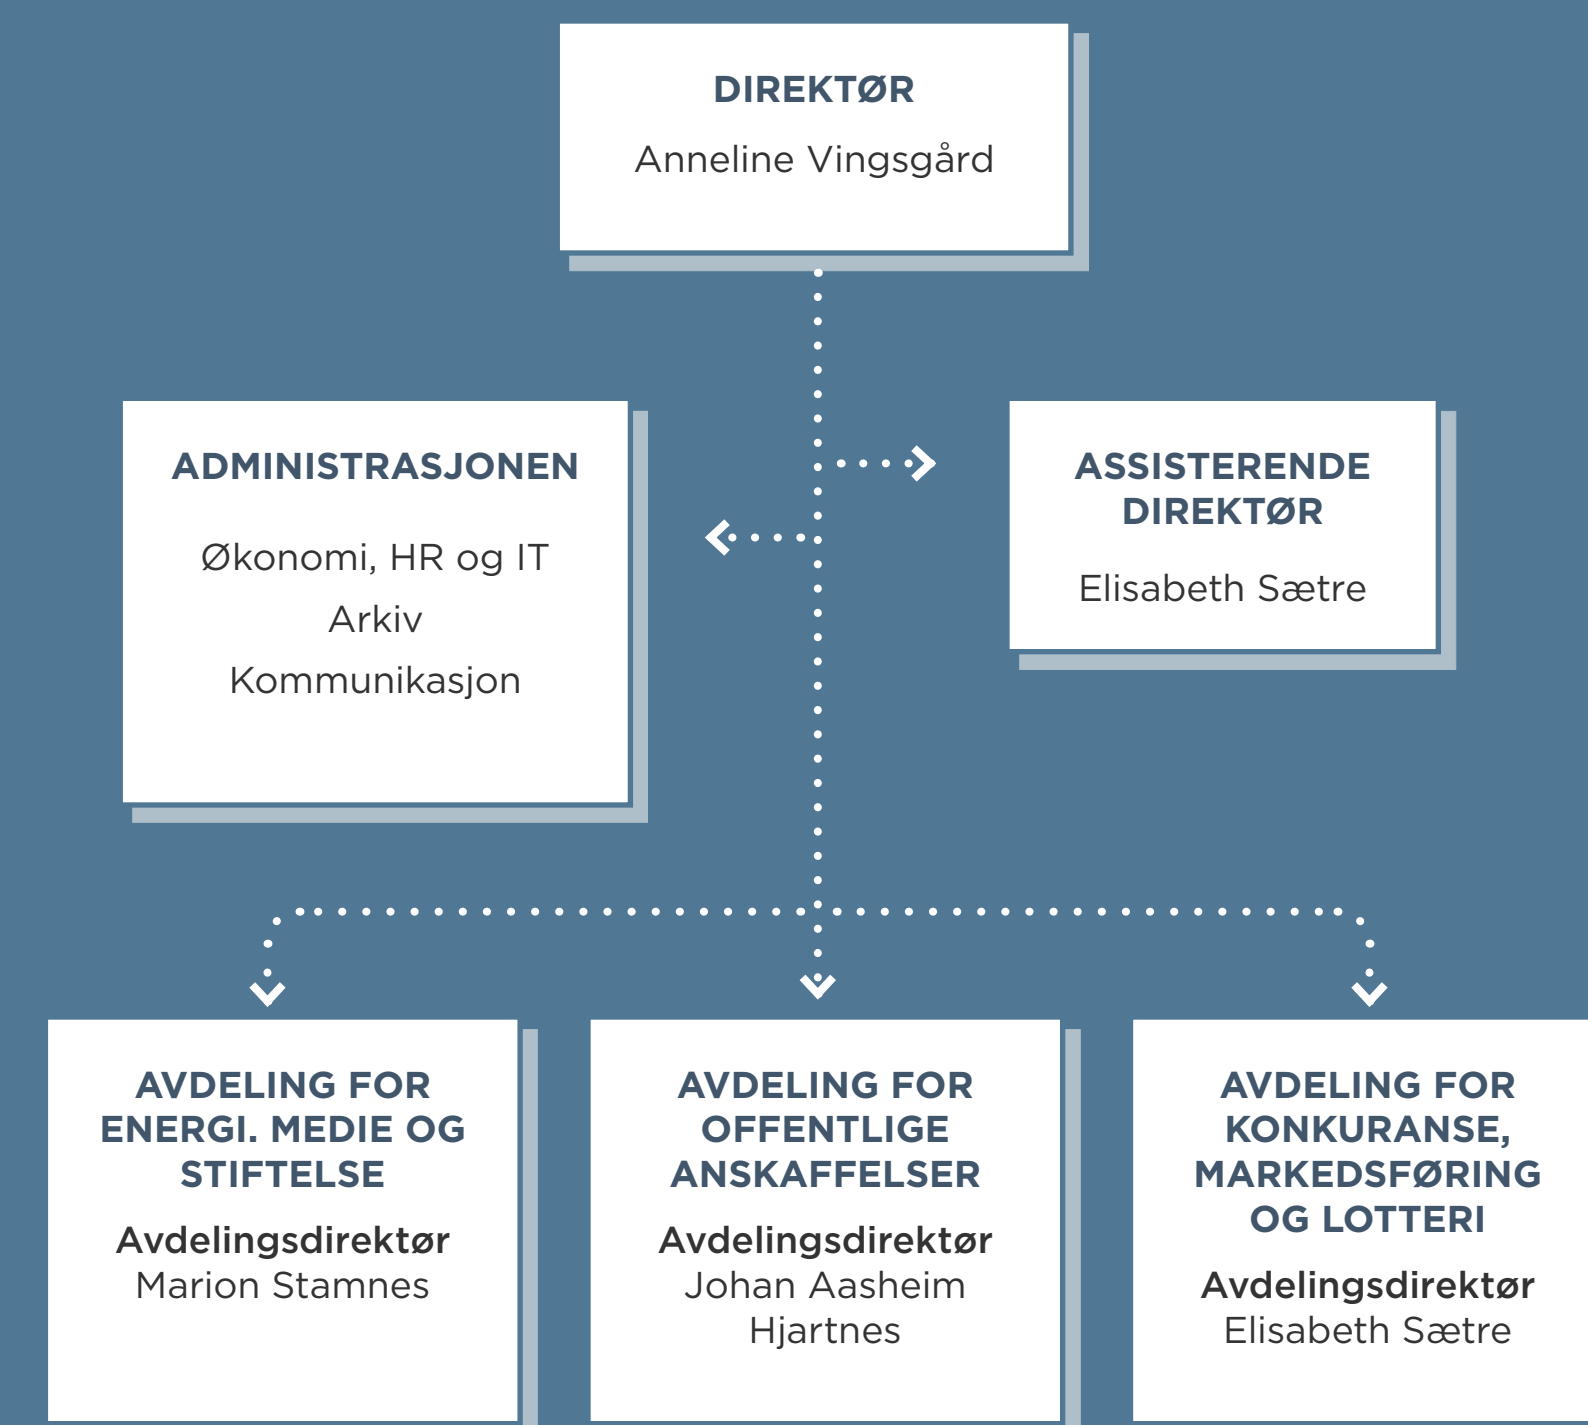 DIREKTØR
Anneline Vingsgård
ADMINISTRASJONEN
Økonomi, HR og IT
Arkiv
Kommunikasjon
ASSISTERENDE
DIREKTØR
Elisabeth Sætre
AVDELING FOR
ENERGI. MEDIE OG
STIFTELSE
Avdelingsdirektør
Marion Stamnes
AVDELING FOR
OFFENTLIGE
ANSKAFFELSER
Avdelingsdirektør
Johan Aasheim
Hjartnes
AVDELING FOR
KONKURANSE,
MARKEDSFØRING
OG LOTTERI
Avdelingsdirektør
Elisabeth Sætre